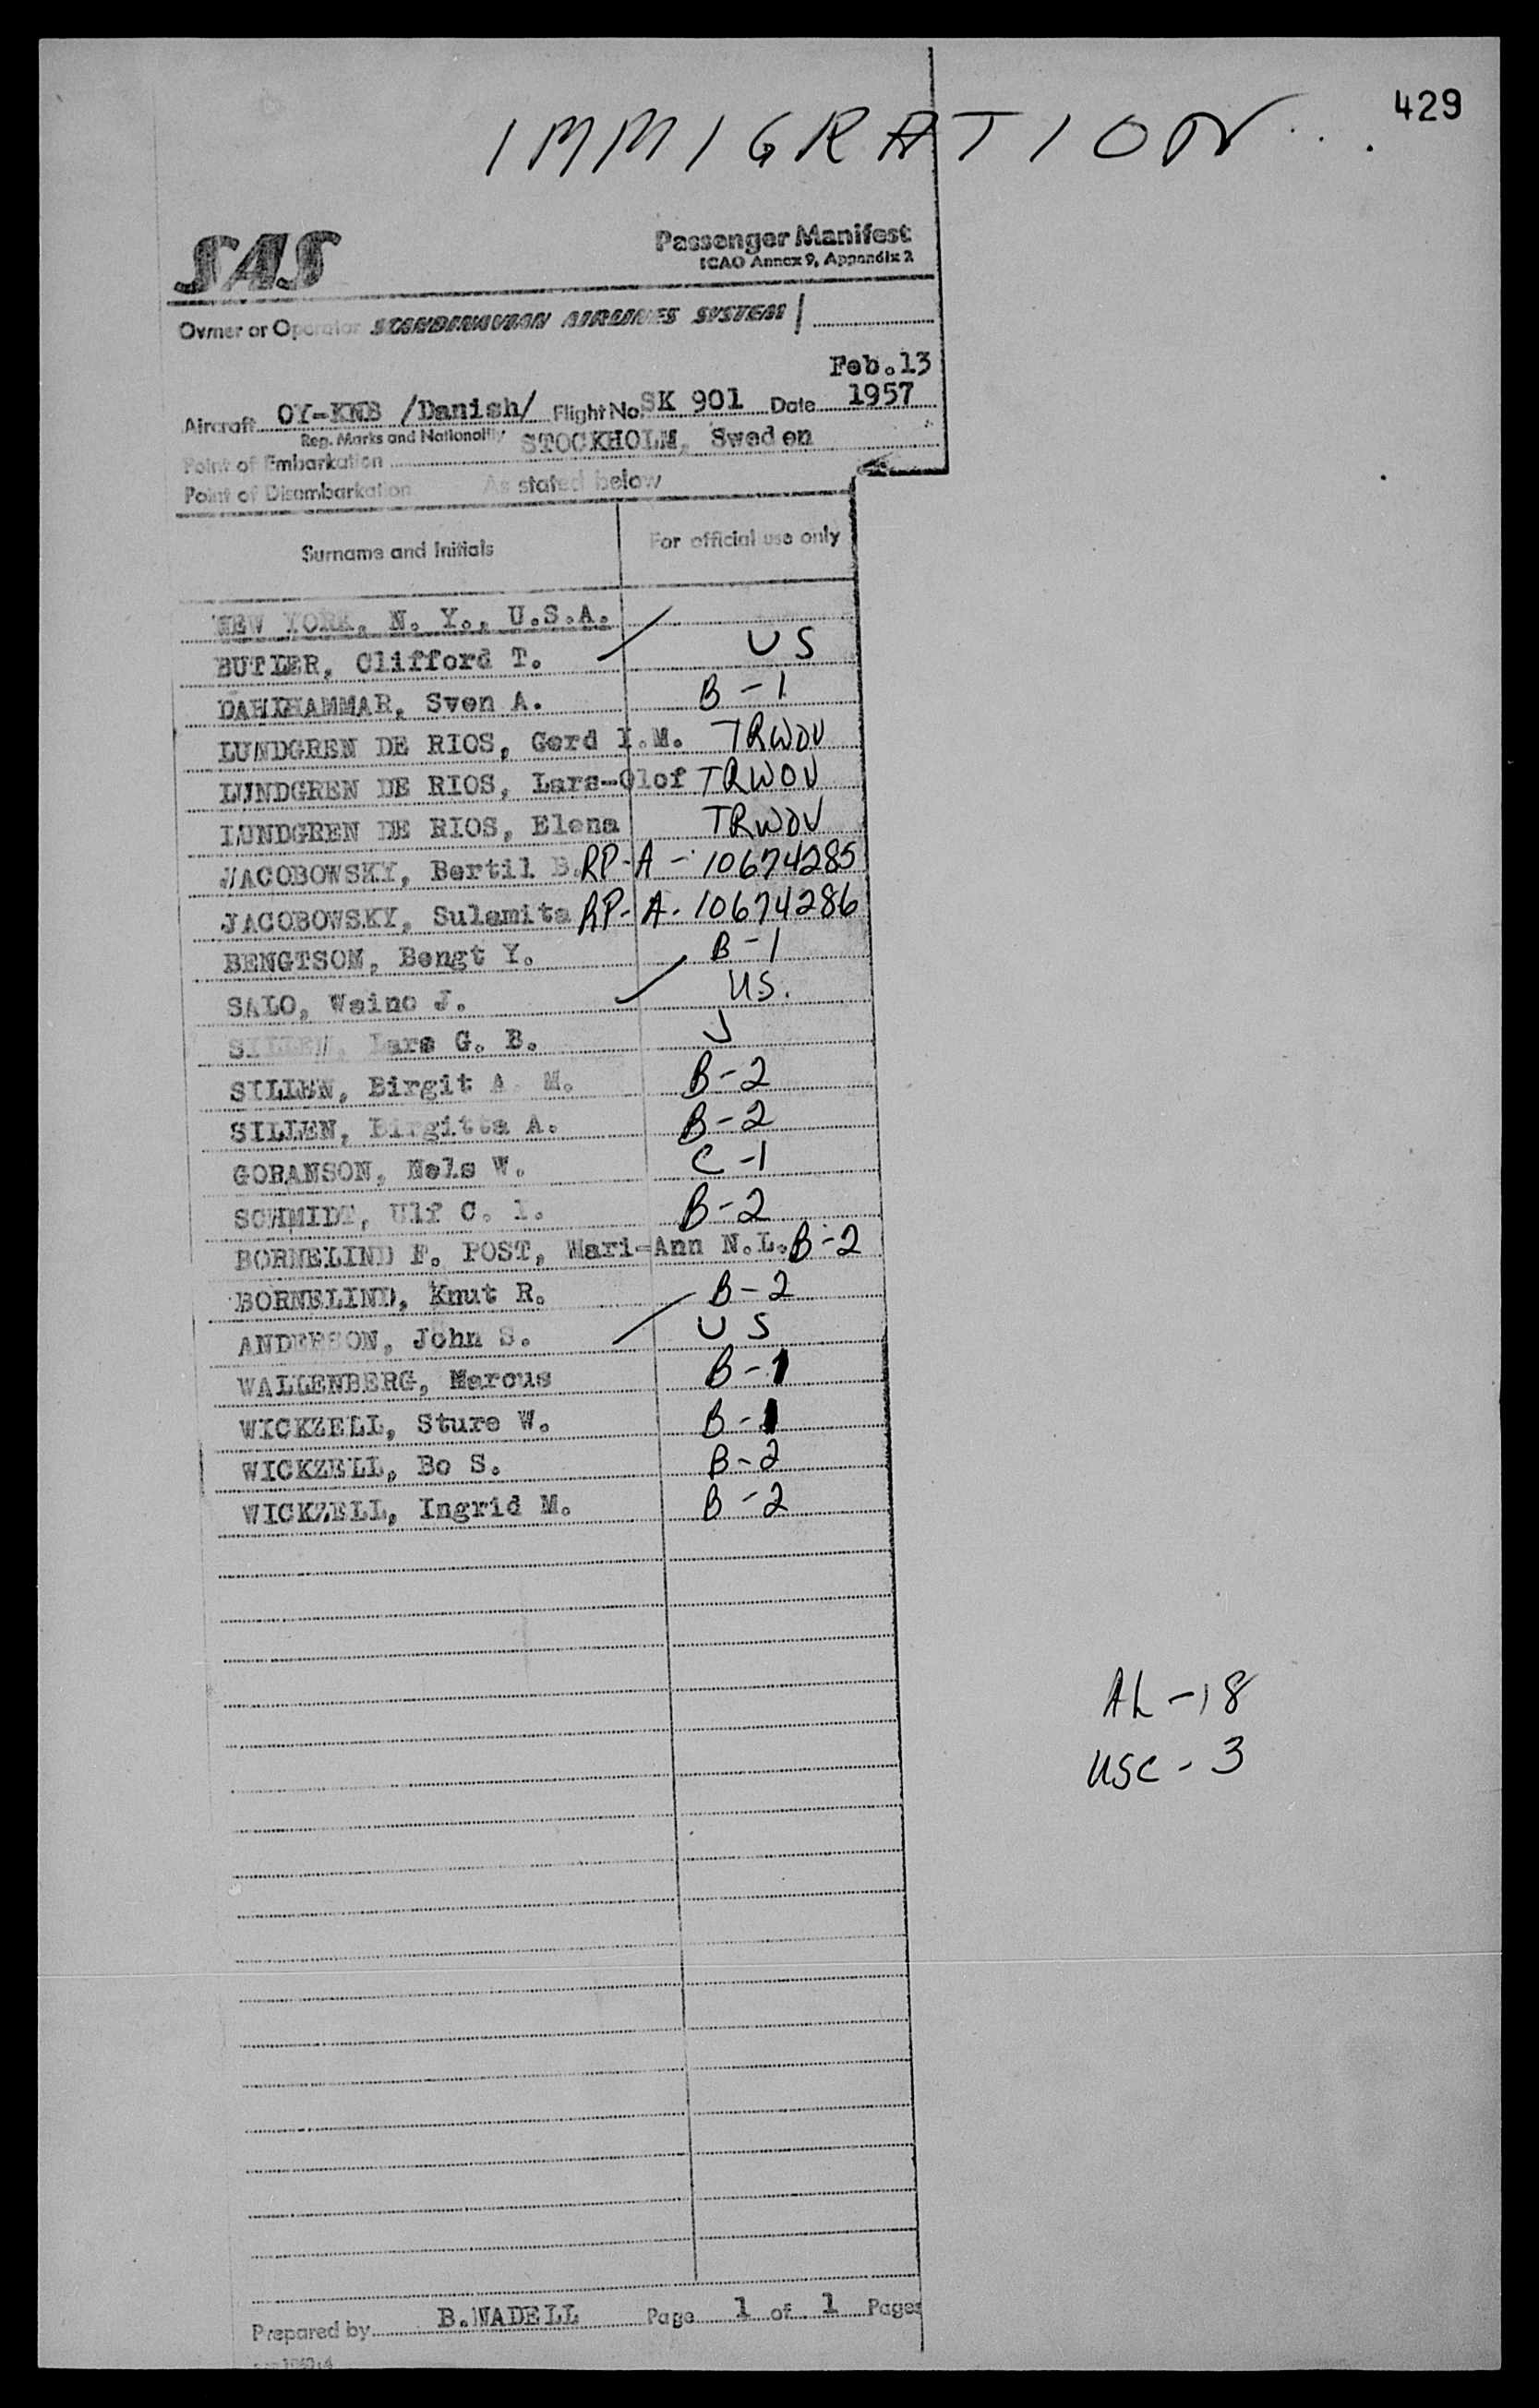 429
IMMIGRATION
SAS
Passenger Manifest
ICAO Annex 9, Appendix 2
Owner or Operator SCANDINAVIAN AIRLINES SYSTEM
Feb.13
Aircraft OY-KNB /Danish/ Flight No. SK 901 Date 1957
Reg. Marks and Nationality
Point of Embarkation STOCKHOLM, Sweden
Point of Disembarkation As stated below
Surname and Initials For official use only
NEW YORK, N. Y., U.S.A.
BUTLER, Clifford T. US
DAHLHAMMAR, Sven A. B-1
LUNDGREN DE RIOS, Gerd I.M. TRWOV
LUNDGREN DE RIOS, Lars-Olof TRWOV
LUNDGREN DE RIOS, Elena TRWOV
JACOBOWSKY, Bertil B. RP-A-10674285
JACOBOWSKY, Sulamita RP-A-10674286
BENGTSON, Bengt Y. B-1
SALO, Waino J. US.
SILLEN, Lars G. B. J
SILLEN, Birgit A. M. B-2
SILLEN, Birgitta A. B-2
GORANSON, Nels W. C-1
SCHMIDT, Ulf C. B-2
BORNELIND F. POST, Mari-Ann N.L. B-2
BORNELIND, Knut R. B-2
ANDERSON, John S. US
WALLENBERG, Marcus B-1
WICKZELL, Sture W. B-1
WICKZELL, Bo S. B-2
WICKZELL, Ingrid M. B-2
AL-18
USC-3
Prepared by B.WADELL Page 1 of 1 Pages